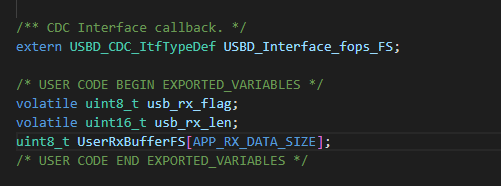 /** CDC Interface callback. */
extern USBD_CDC_ItfTypeDef USBD_Interface_fops_FS;
/* USER CODE BEGIN EXPORTED_VARIABLES */
volatile uint8_t usb_rx_flag;
volatile uint16_t usb_rx_len;
uint8_t UserRxBufferFS[APP_RX_DATA_SIZE];
/* USER CODE END EXPORTED_VARIABLES */